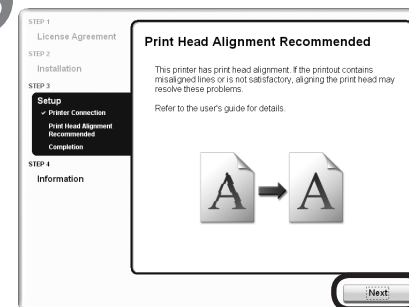 STEP 1
License Agreement
STEP 2
Installation
STEP 3
Setup
✓ Printer Connection
Print Head Alignment
Recommended
Completion
STEP 4
Information
Print Head Alignment Recommended
This printer has print head alignment. If the printout contains
misaligned lines or is not satisfactory, aligning the print head may
resolve these problems.
Refer to the user's guide for details.
A A
Next